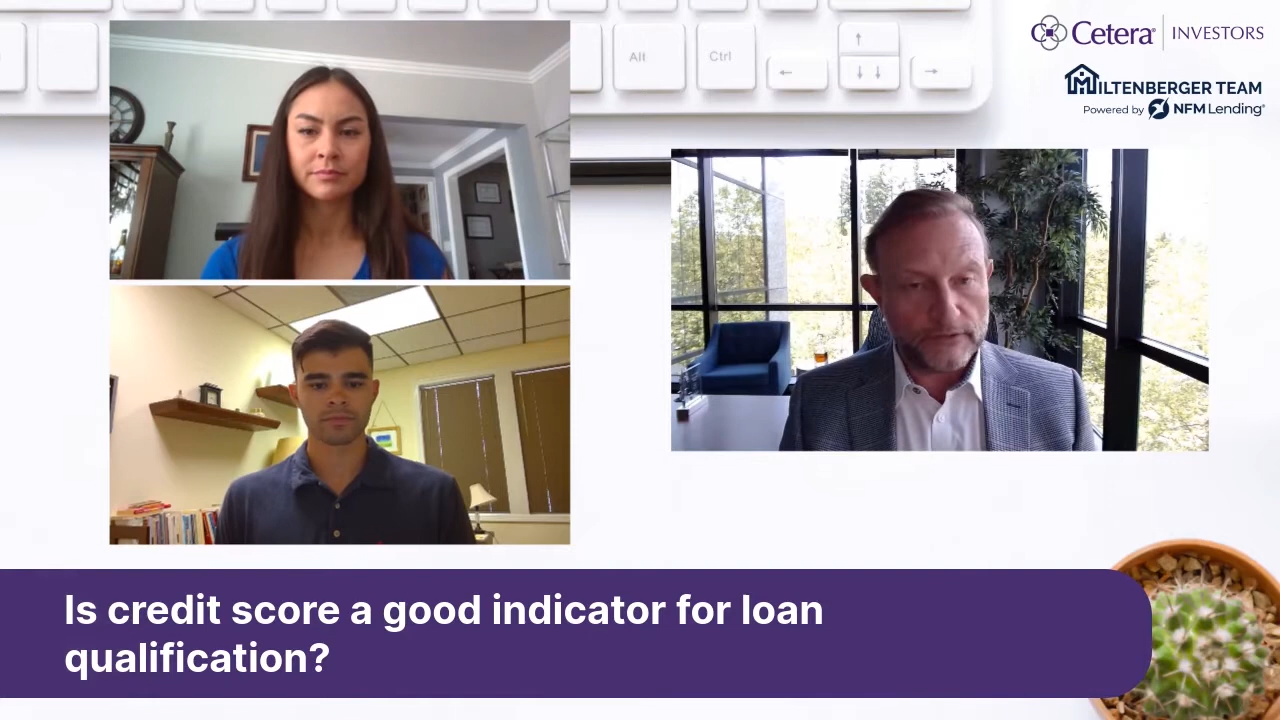 Alt
Ctrl
Cetera® | INVESTORS
MILTENBERGER TEAM
Powered by NFM Lending®
Is credit score a good indicator for loan
qualification?